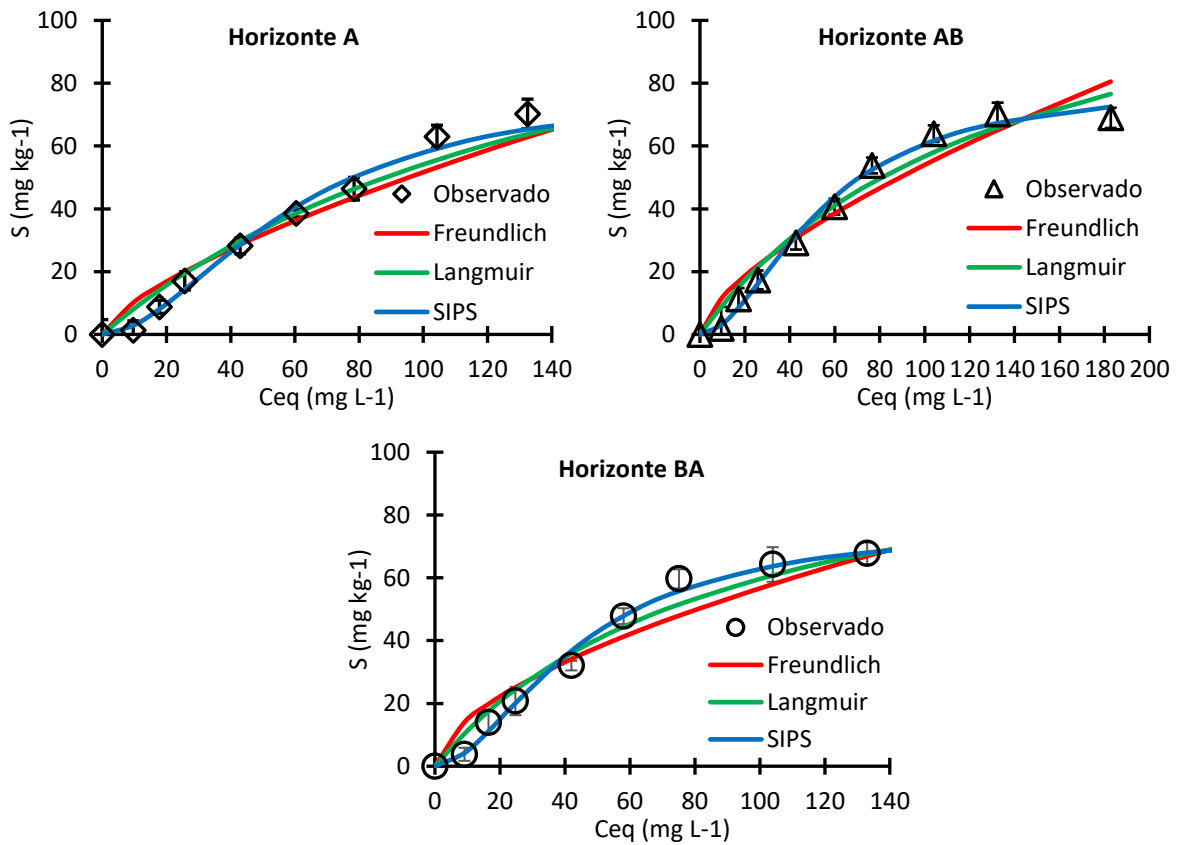 Horizonte A
S (mg kg-1)
100
80
60
40
20
0
0 20 40 60 80 100 120 140
Ceq (mg L-1)
Observado
Freundlich
Langmuir
SIPS
Horizonte AB
S (mg kg-1)
100
80
60
40
20
0
0 20 40 60 80 100 120 140 160 180 200
Ceq (mg L-1)
Observado
Freundlich
Langmuir
SIPS
Horizonte BA
S (mg kg-1)
100
80
60
40
20
0
0 20 40 60 80 100 120 140
Ceq (mg L-1)
Observado
Freundlich
Langmuir
SIPS